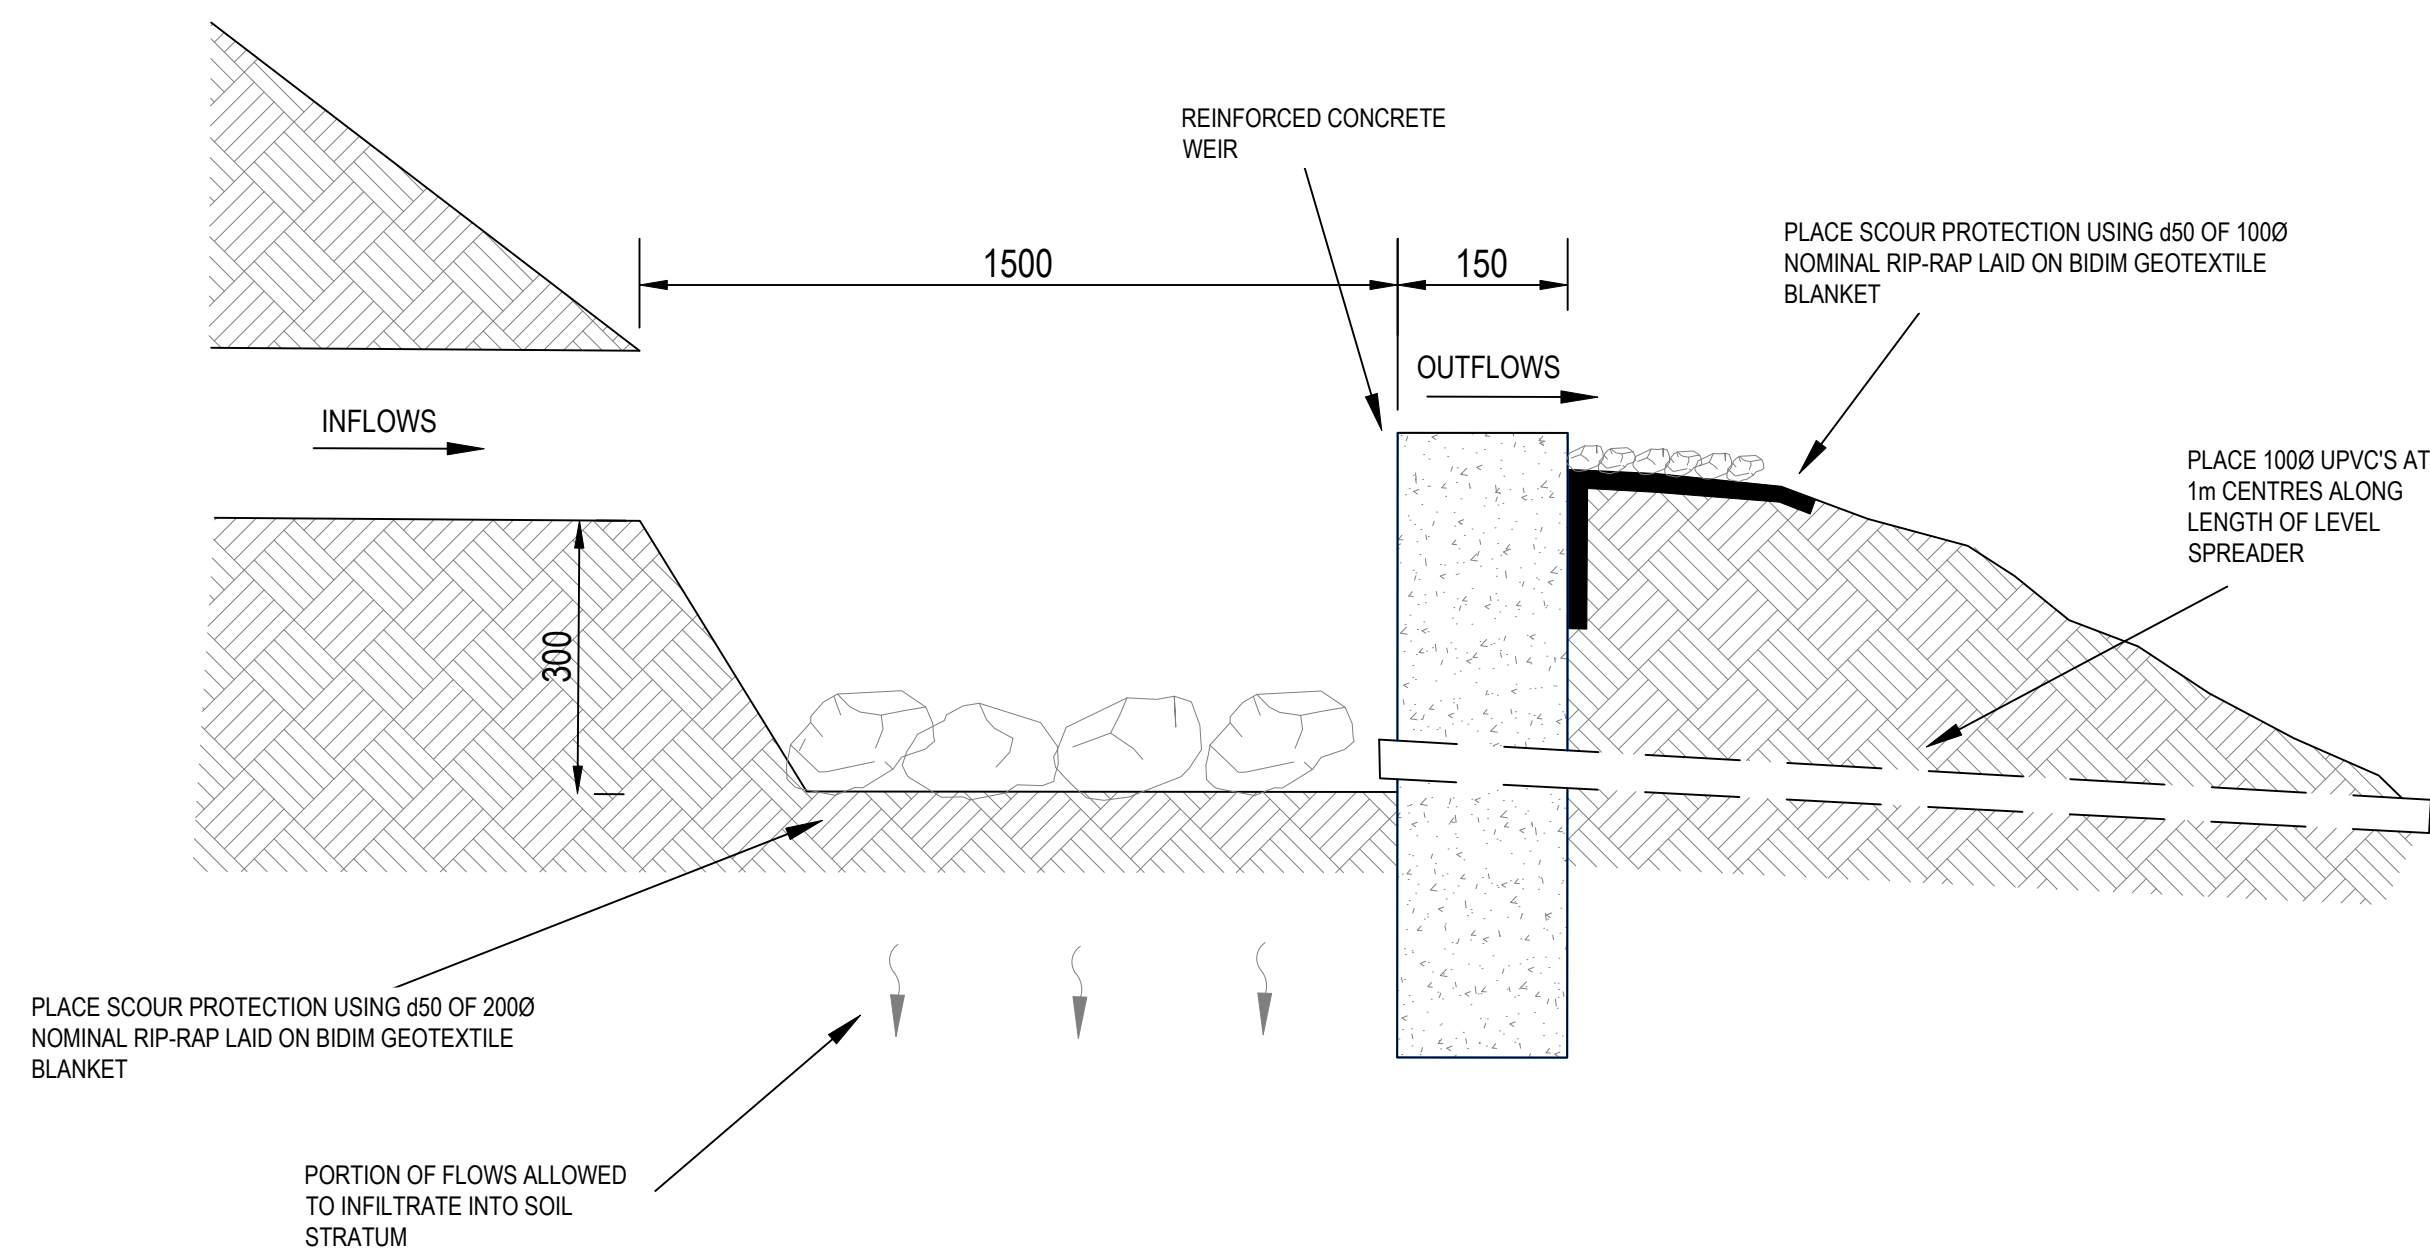 REINFORCED CONCRETE
WEIR
PLACE SCOUR PROTECTION USING d50 OF 100Ø
NOMINAL RIP-RAP LAID ON BIDIM GEOTEXTILE
BLANKET
1500
150
OUTFLOWS
INFLOWS
PLACE 100Ø UPVC'S AT
1m CENTRES ALONG
LENGTH OF LEVEL
SPREADER
300
PLACE SCOUR PROTECTION USING d50 OF 200Ø
NOMINAL RIP-RAP LAID ON BIDIM GEOTEXTILE
BLANKET
PORTION OF FLOWS ALLOWED
TO INFILTRATE INTO SOIL
STRATUM